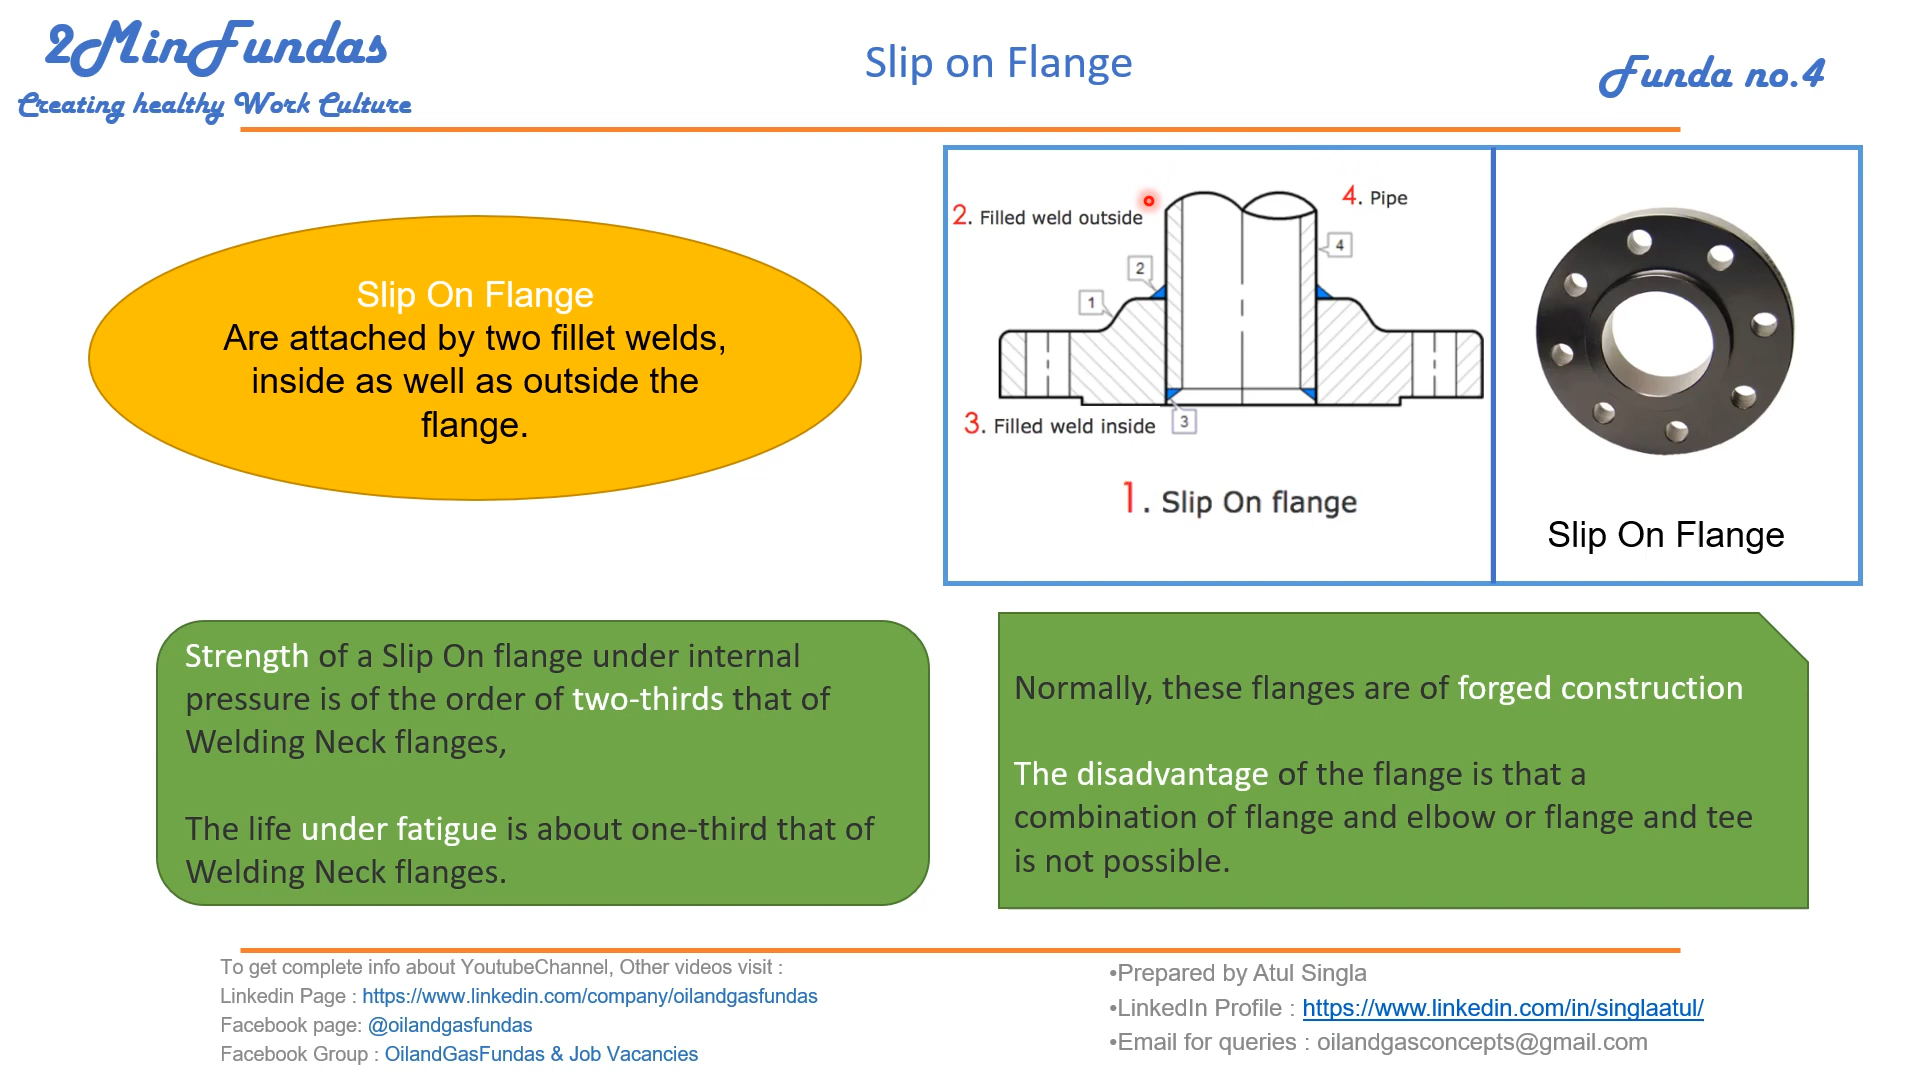 2MinFundas
Creating healthy Work Culture
Slip on Flange
Funda no.4
Slip On Flange
Are attached by two fillet welds,
inside as well as outside the
flange.
2. Filled weld outside
4. Pipe
4
2
1
3. Filled weld inside
3
1. Slip On flange
Slip On Flange
Strength of a Slip On flange under internal
pressure is of the order of two-thirds that of
Welding Neck flanges,
The life under fatigue is about one-third that of
Welding Neck flanges.
Normally, these flanges are of forged construction
The disadvantage of the flange is that a
combination of flange and elbow or flange and tee
is not possible.
To get complete info about YoutubeChannel, Other videos visit :
Linkedin Page : https://www.linkedin.com/company/oilandgasfundas
Facebook page: @oilandgasfundas
Facebook Group : OilandGasFundas & Job Vacancies
•Prepared by Atul Singla
•LinkedIn Profile : https://www.linkedin.com/in/singlaatul/
•Email for queries : oilandgasconcepts@gmail.com